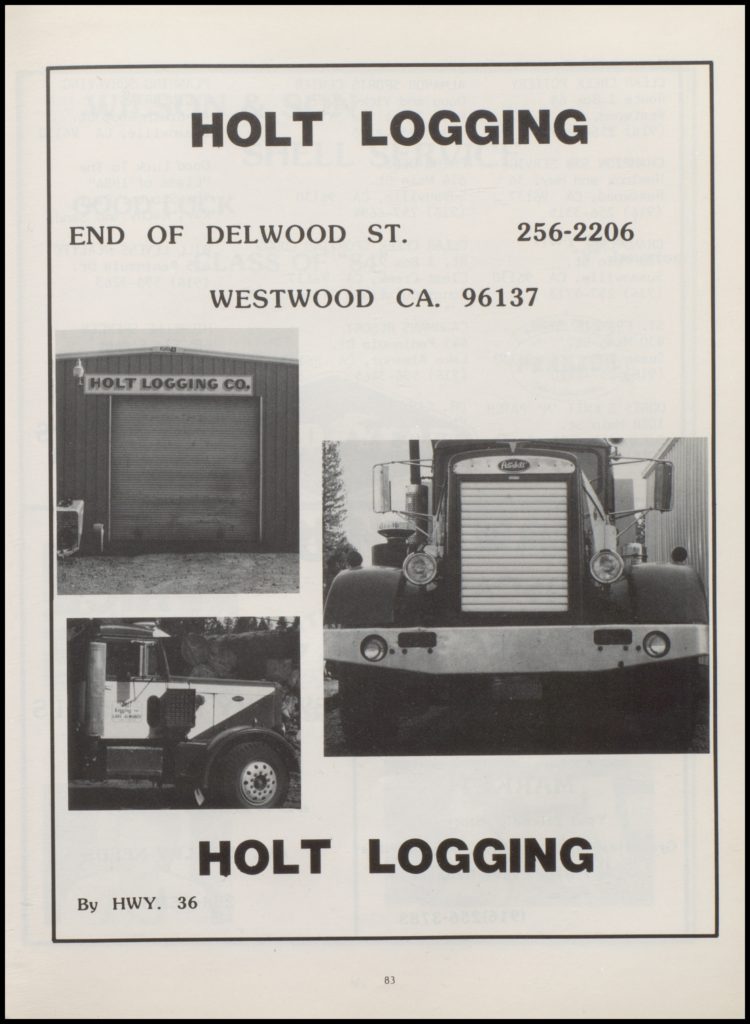 HOLT LOGGING
END OF DELWOOD ST. 256-2206
WESTWOOD CA. 96137
HOLT LOGGING CO.
Peterbilt
HOLT LOGGING
By HWY. 36
83